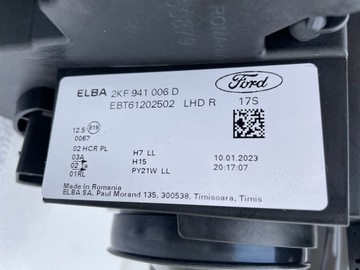 ELBA 2KF 941 006 D
EBT61202502 LHD R
Ford
17S
12.5 E19
0067
02 HCR PL
03A
02 1a
01RL
H7 LL
H15
PY21W LL
10.01.2023
20:17:07
Made in Romania
ELBA SA, Paul Morand 135, 300538, Timisoara, Timis